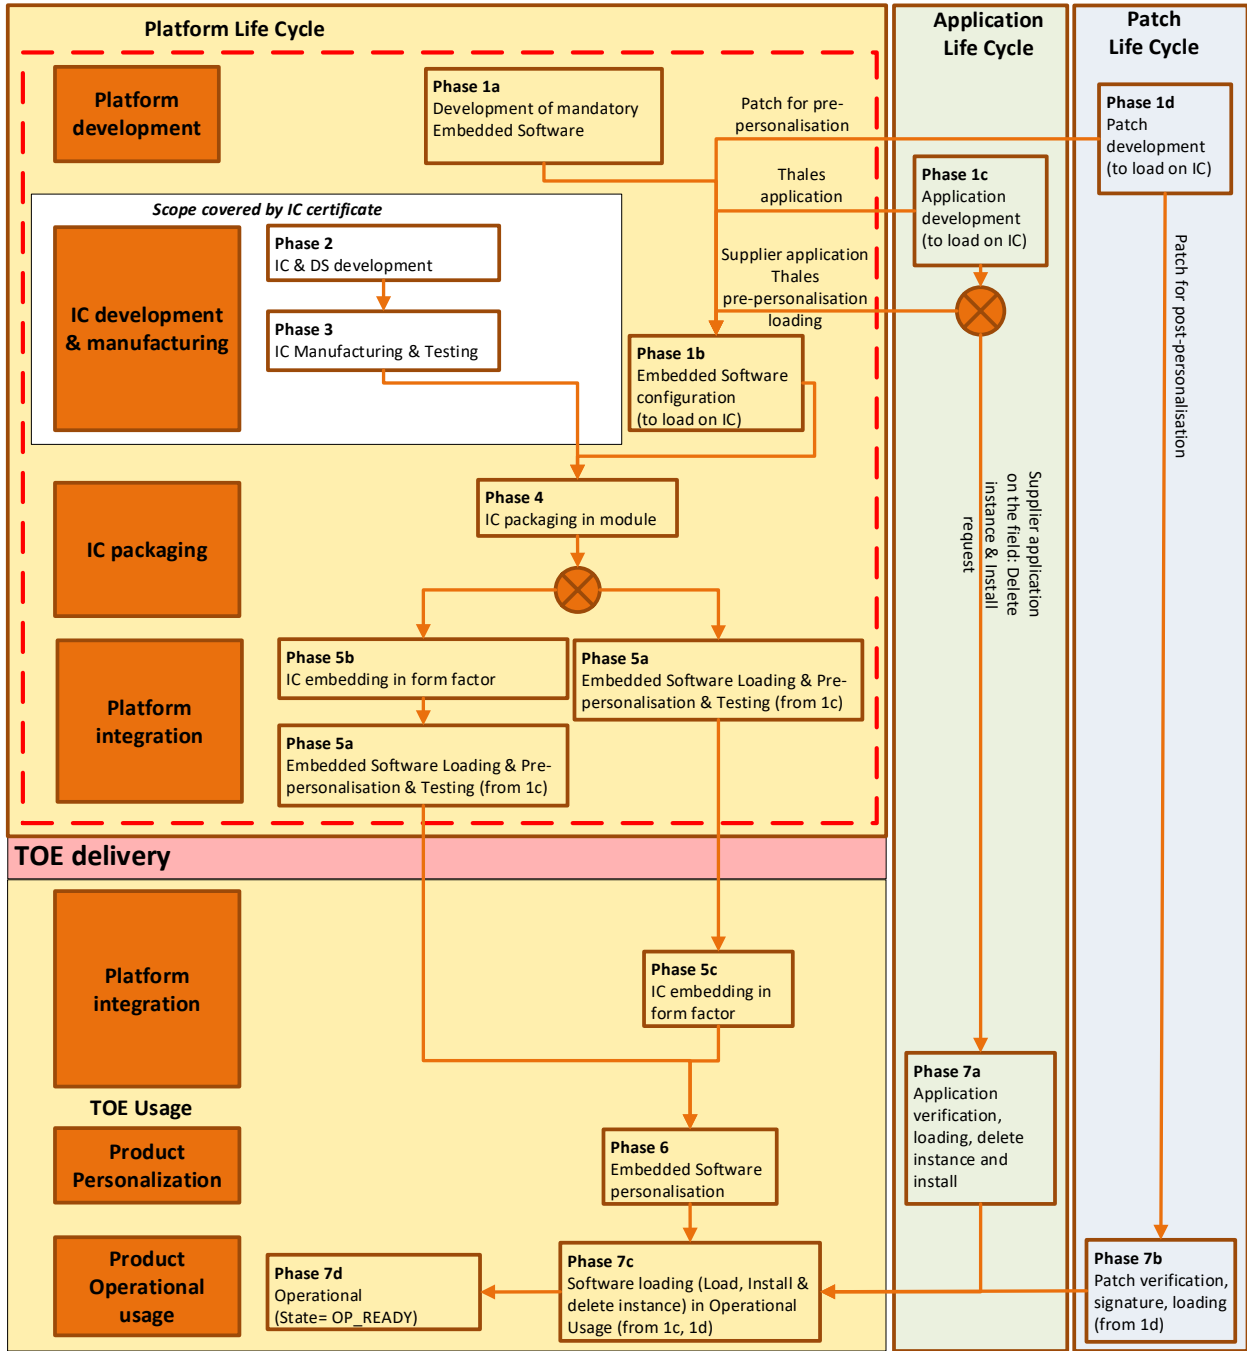 Platform Life Cycle
Application
Life Cycle
Patch
Life Cycle
Platform
development
Phase 1a
Development of mandatory
Embedded Software
Patch for pre-
personalisation
Phase 1d
Patch
development
(to load on IC)
Thales
application
Phase 1c
Application
development
(to load on IC)
Scope covered by IC certificate
Phase 2
IC & DS development
IC development
& manufacturing
Phase 3
IC Manufacturing & Testing
Supplier application
Thales
pre-personalisation
loading
Phase 1b
Embedded Software
configuration
(to load on IC)
Patch for post-personalisation
IC packaging
Phase 4
IC packaging in module
Supplier application
on the field: Delete
instance & Install
request
Platform
integration
Phase 5b
IC embedding in form factor
Phase 5a
Embedded Software Loading & Pre-
personalisation & Testing (from 1c)
Phase 5a
Embedded Software Loading & Pre-
personalisation & Testing (from 1c)
TOE delivery
Platform
integration
Phase 5c
IC embedding in
form factor
Phase 7a
Application
verification,
loading, delete
instance and
install
TOE Usage
Product
Personalization
Phase 6
Embedded Software
personalisation
Product
Operational
usage
Phase 7d
Operational
(State= OP_READY)
Phase 7c
Software loading (Load, Install &
delete instance) in Operational
Usage (from 1c, 1d)
Phase 7b
Patch verification,
signature, loading
(from 1d)